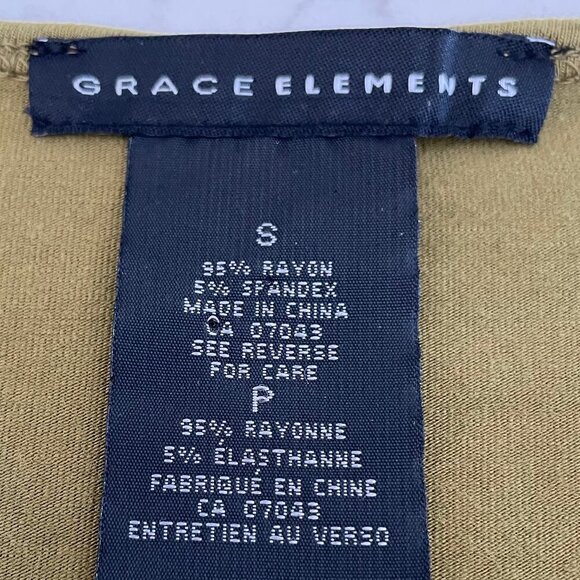 GRACE ELEMENTS
S
95% RAYON
5% SPANDEX
MADE IN CHINA
CA 07043
SEE REVERSE
FOR CARE
P
95% RAYONNE
5% ÉLASTHANNE
FABRIQUÉ EN CHINE
CA 07043
ENTRETIEN AU VERSO